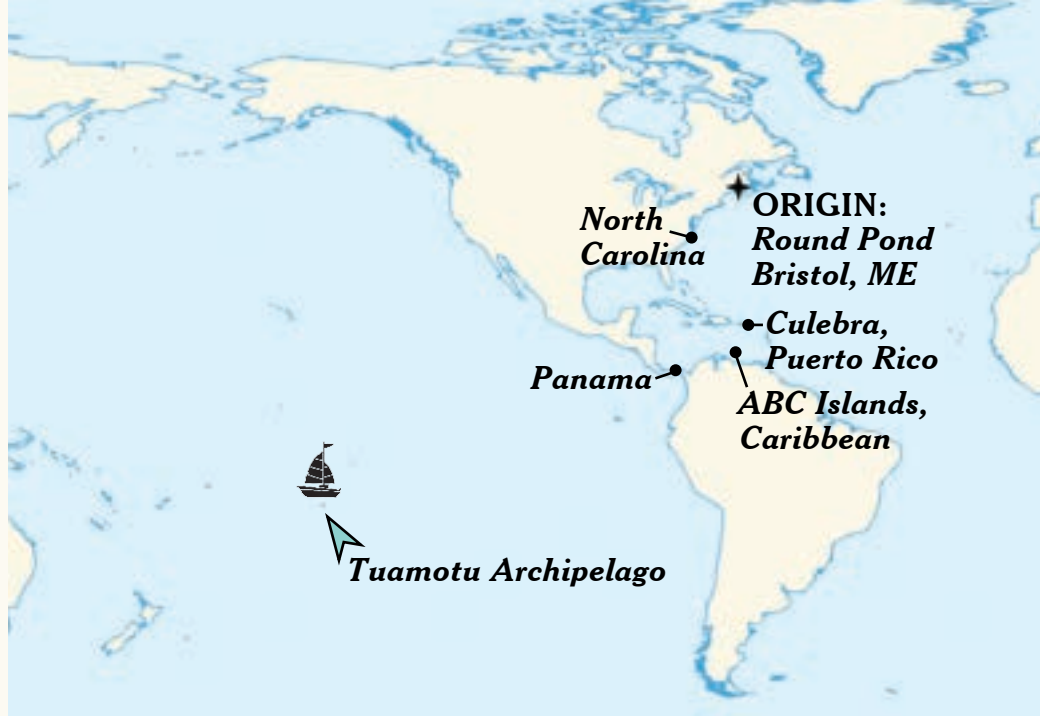 ORIGIN:
Round Pond
Bristol, ME
North
Carolina
Culebra,
Puerto Rico
Panama
ABC Islands,
Caribbean
Tuamotu Archipelago